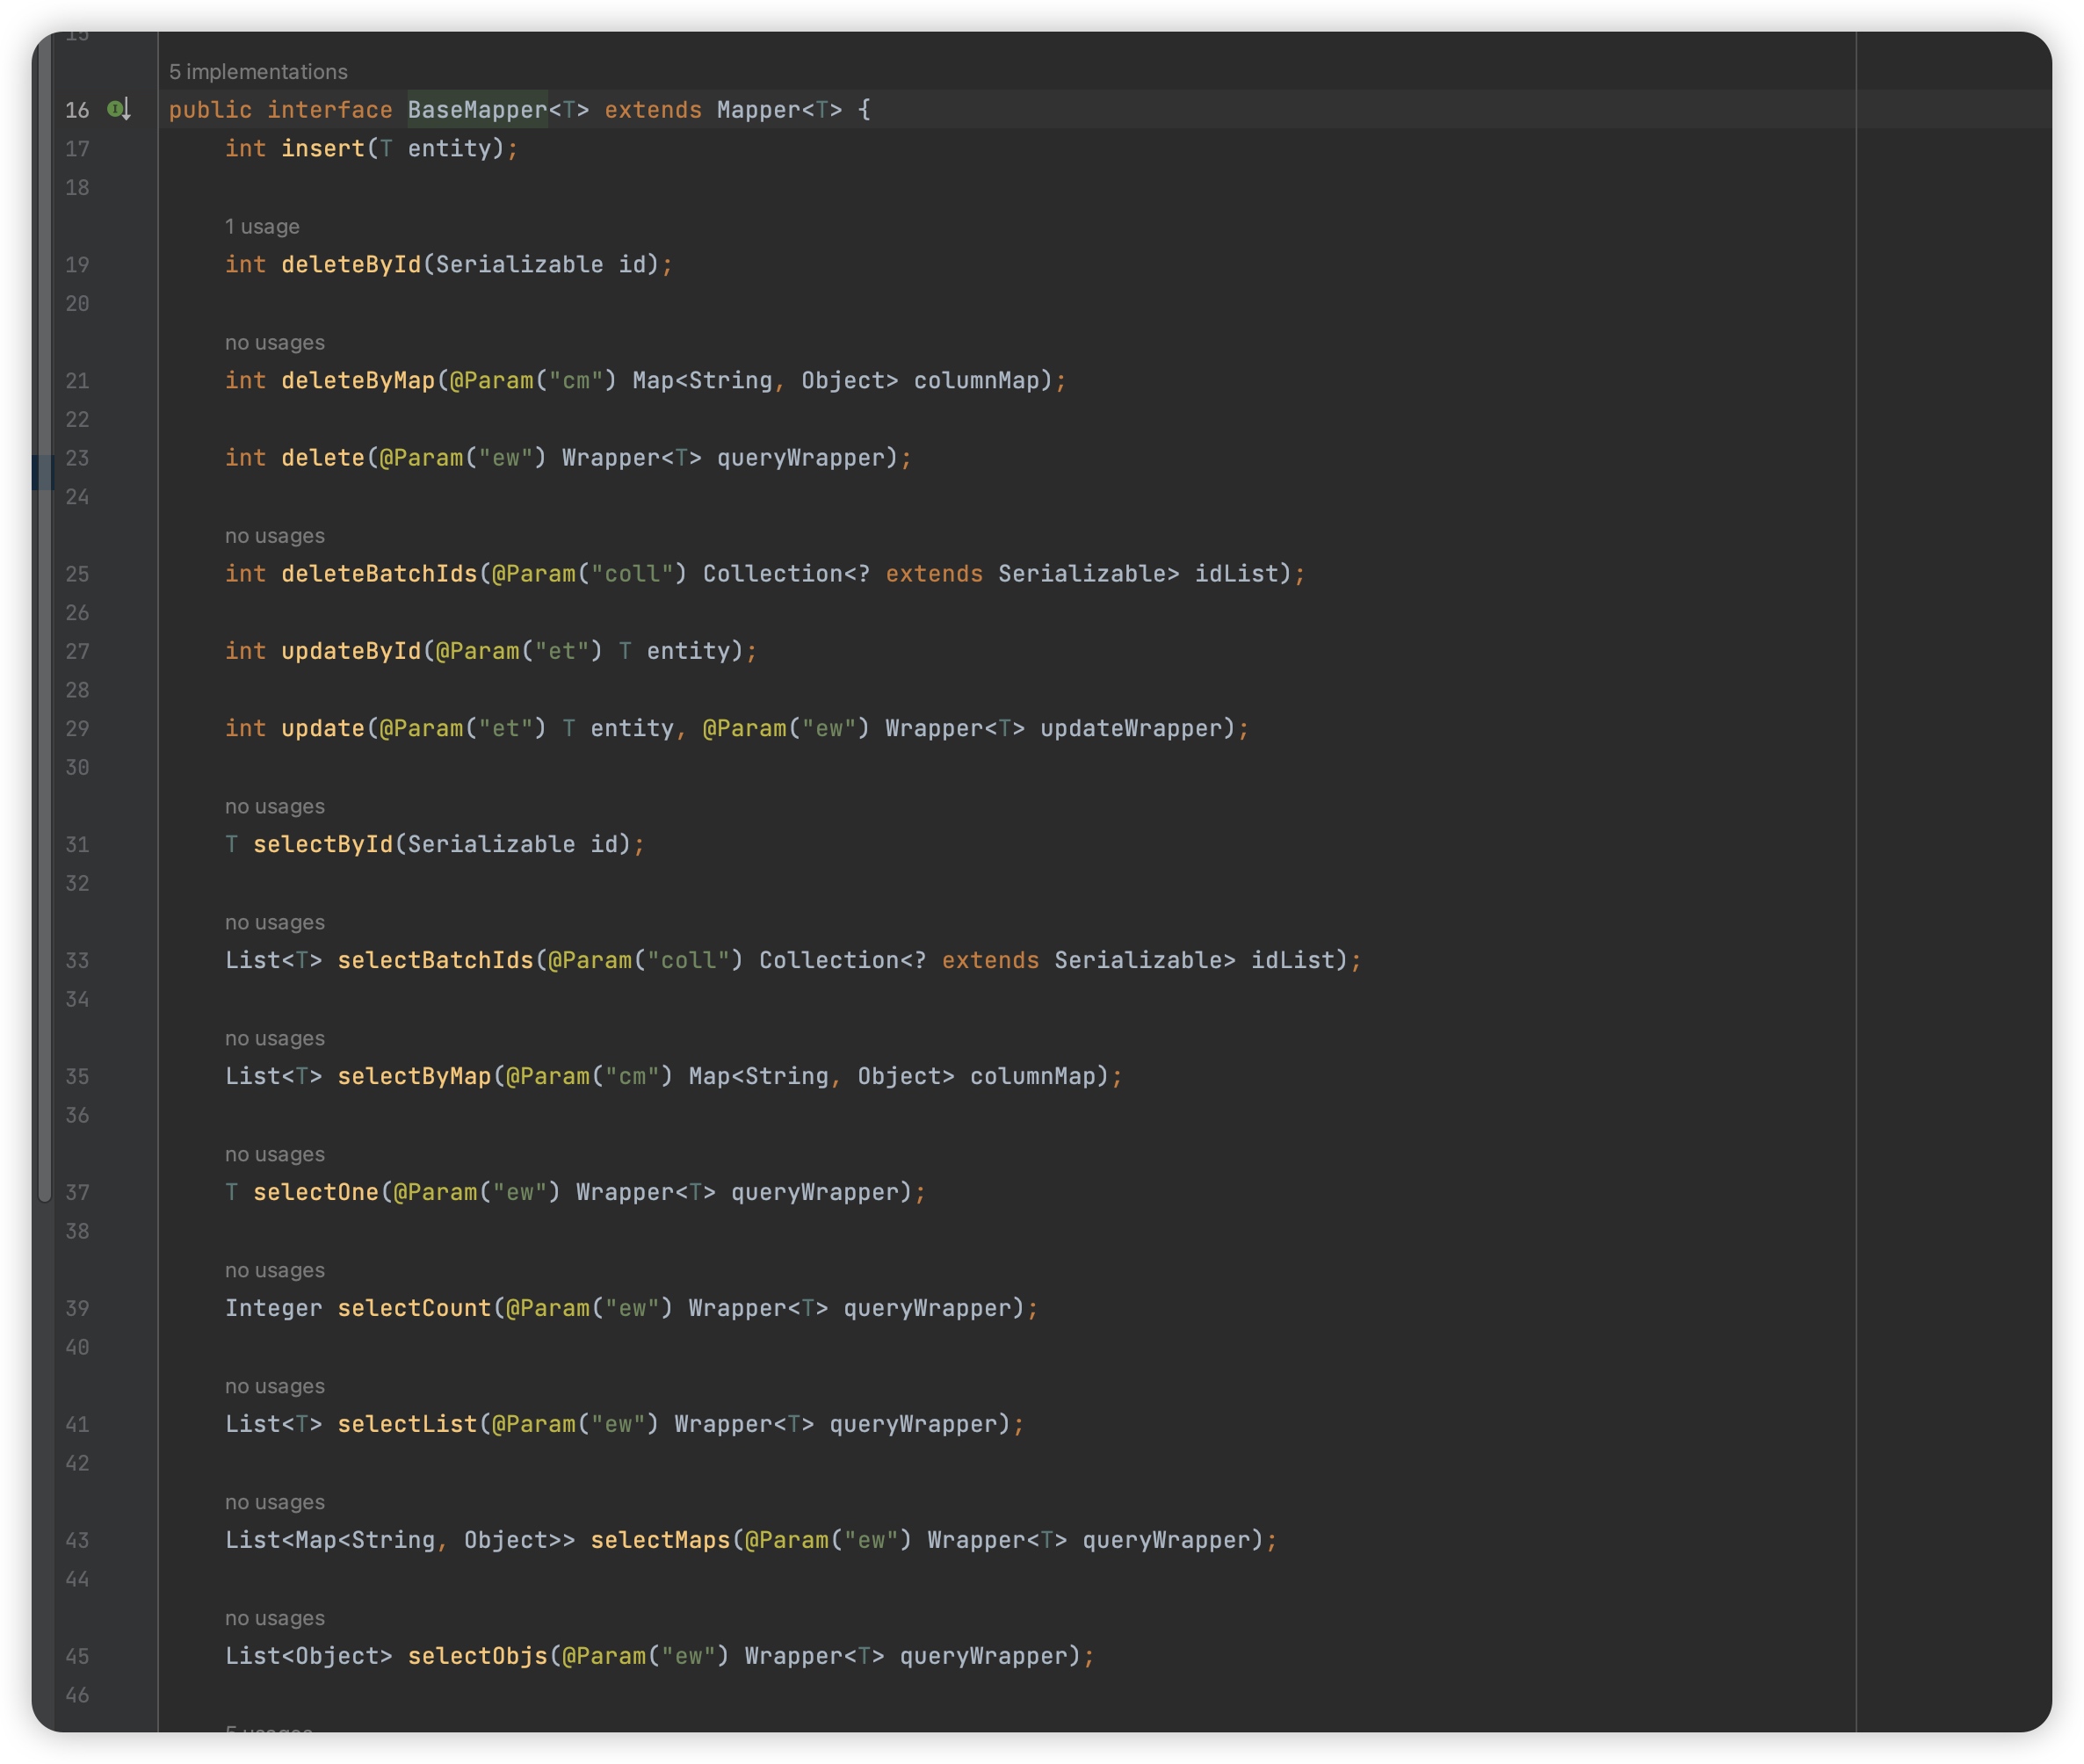 15
5 implementations
16 public interface BaseMapper<T> extends Mapper<T> {
17 int insert(T entity);
18
1 usage
19 int deleteById(Serializable id);
20
no usages
21 int deleteByMap(@Param("cm") Map<String, Object> columnMap);
22
23 int delete(@Param("ew") Wrapper<T> queryWrapper);
24
no usages
25 int deleteBatchIds(@Param("coll") Collection<? extends Serializable> idList);
26
27 int updateById(@Param("et") T entity);
28
29 int update(@Param("et") T entity, @Param("ew") Wrapper<T> updateWrapper);
30
no usages
31 T selectById(Serializable id);
32
no usages
33 List<T> selectBatchIds(@Param("coll") Collection<? extends Serializable> idList);
34
no usages
35 List<T> selectByMap(@Param("cm") Map<String, Object> columnMap);
36
no usages
37 T selectOne(@Param("ew") Wrapper<T> queryWrapper);
38
no usages
39 Integer selectCount(@Param("ew") Wrapper<T> queryWrapper);
40
no usages
41 List<T> selectList(@Param("ew") Wrapper<T> queryWrapper);
42
no usages
43 List<Map<String, Object>> selectMaps(@Param("ew") Wrapper<T> queryWrapper);
44
no usages
45 List<Object> selectObjs(@Param("ew") Wrapper<T> queryWrapper);
46
5 usages